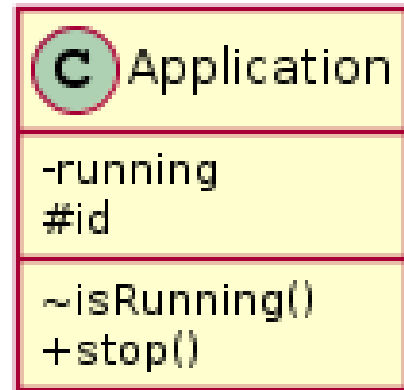 C Application
-running
#id
~isRunning()
+stop()